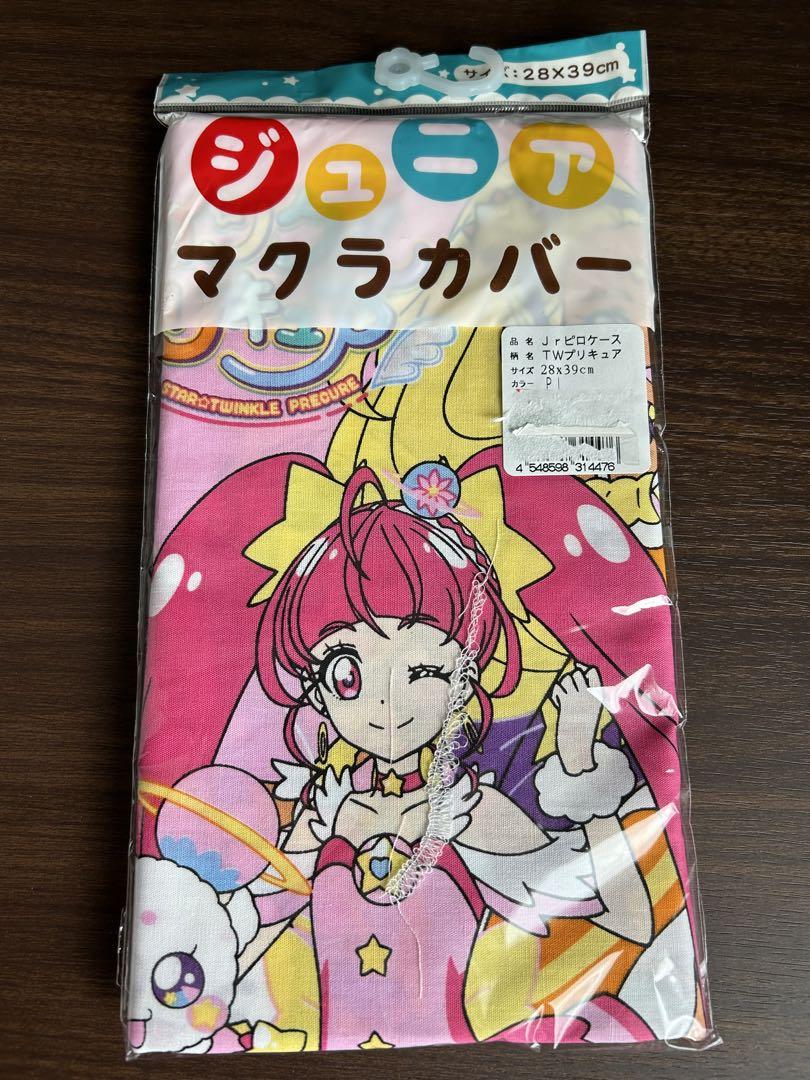 サイズ:28X39cm
ジュニア
マクラカバー
STAR☆TWINKLE PRECURE
品 名 Jrピロケース
柄 名 TWプリキュア
サイズ 28x39cm
カラー PI
4 548598 314476